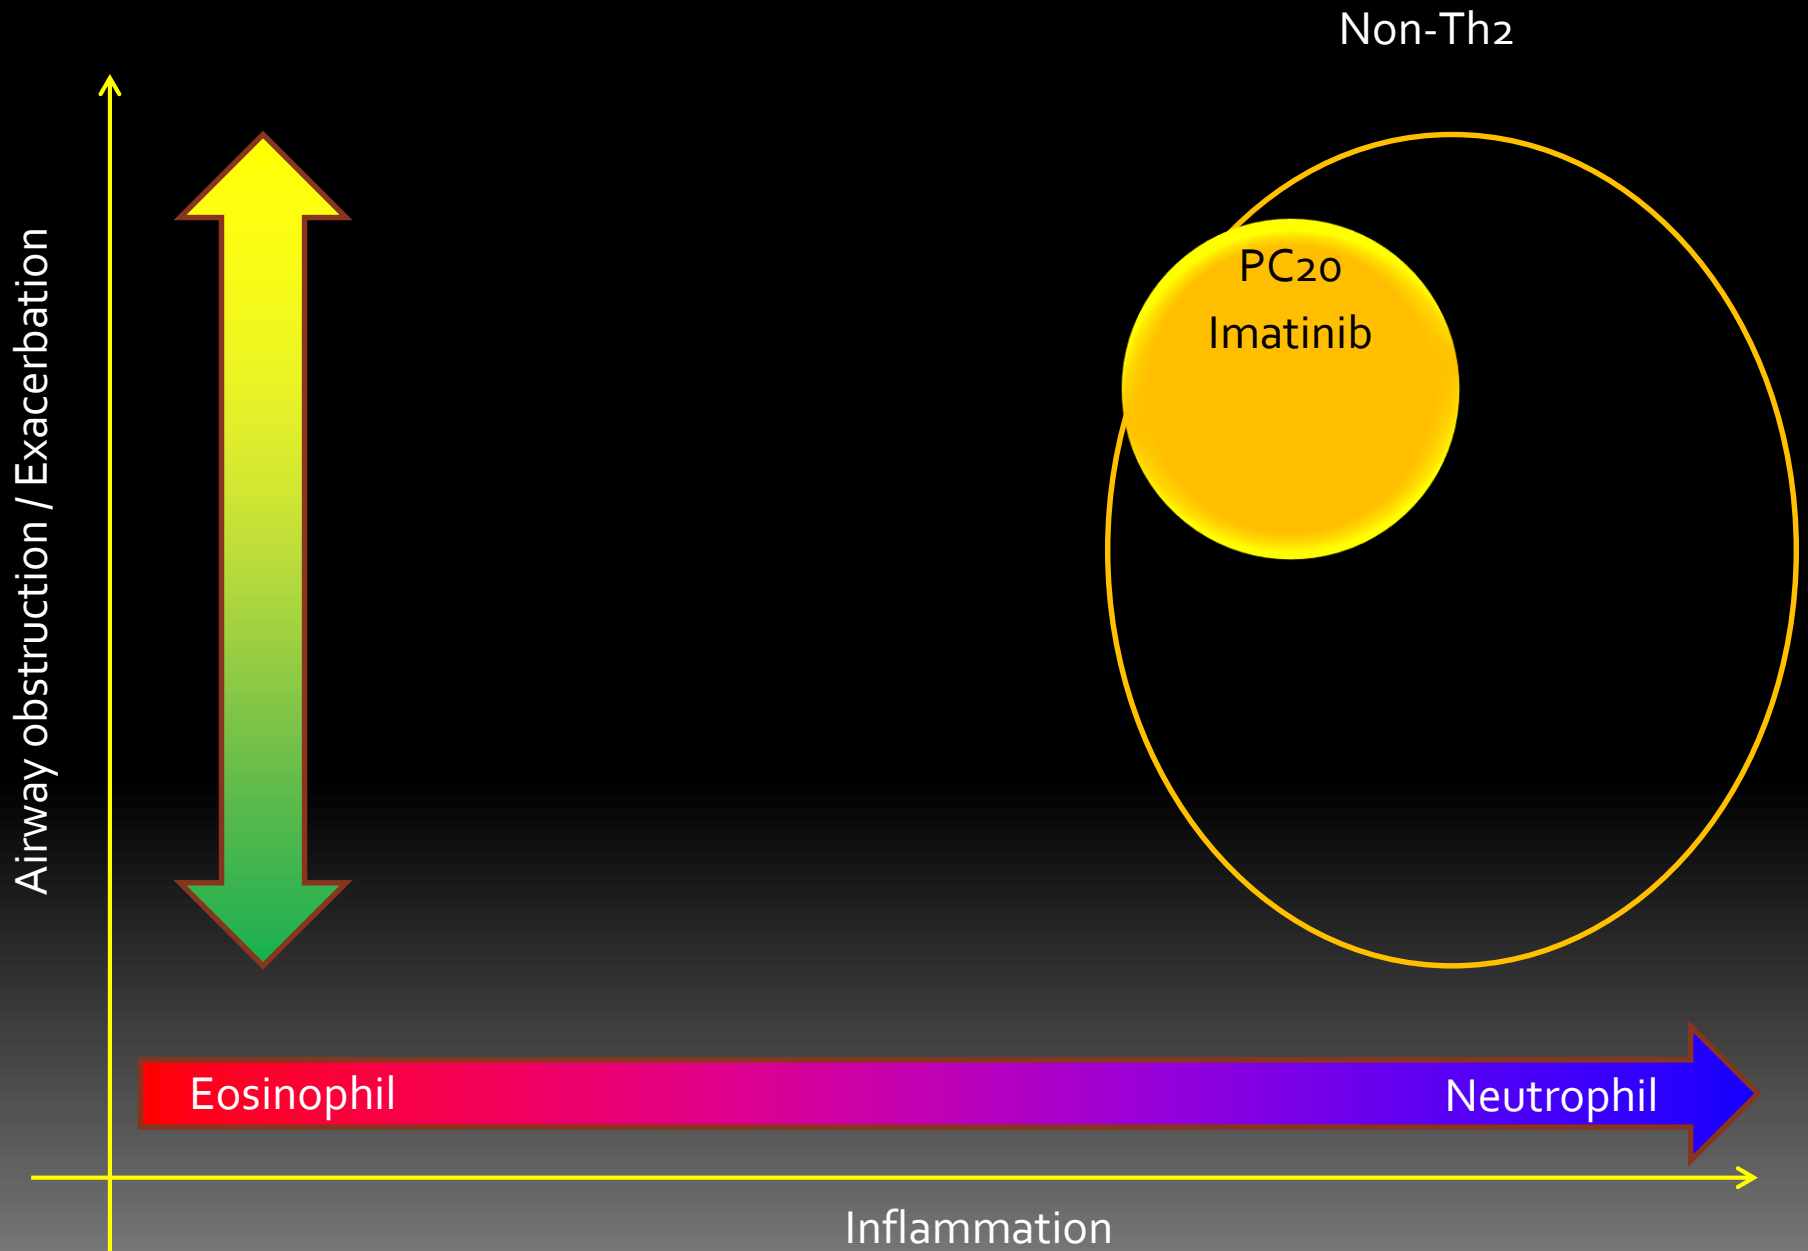 Non-Th2
PC20
Imatinib
Airway obstruction / Exacerbation
Eosinophil
Neutrophil
Inflammation